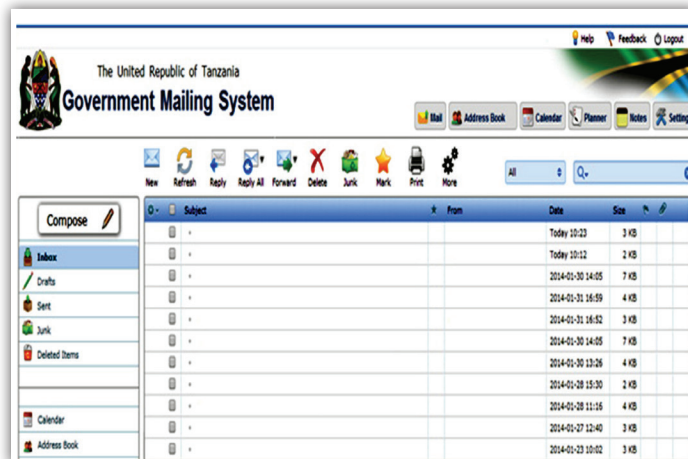 Help Feedback Logout
The United Republic of Tanzania
Government Mailing System
Mail Address Book Calendar Planner Notes Setting
New Refresh Reply Reply All Forward Delete Junk Mark Print More
All
Compose
Subject From Date Size
Today 10:23 3 KB
Inbox Today 10:12 2 KB
Drafts 2014-01-30 14:05 7 KB
Sent 2014-01-31 16:59 4 KB
Junk 2014-01-31 16:52 3 KB
Deleted Items 2014-01-30 14:05 7 KB
2014-01-30 13:26 4 KB
2014-01-28 15:30 2 KB
Calendar 2014-01-28 11:16 4 KB
2014-01-27 12:40 3 KB
Address Book 2014-01-23 10:02 3 KB